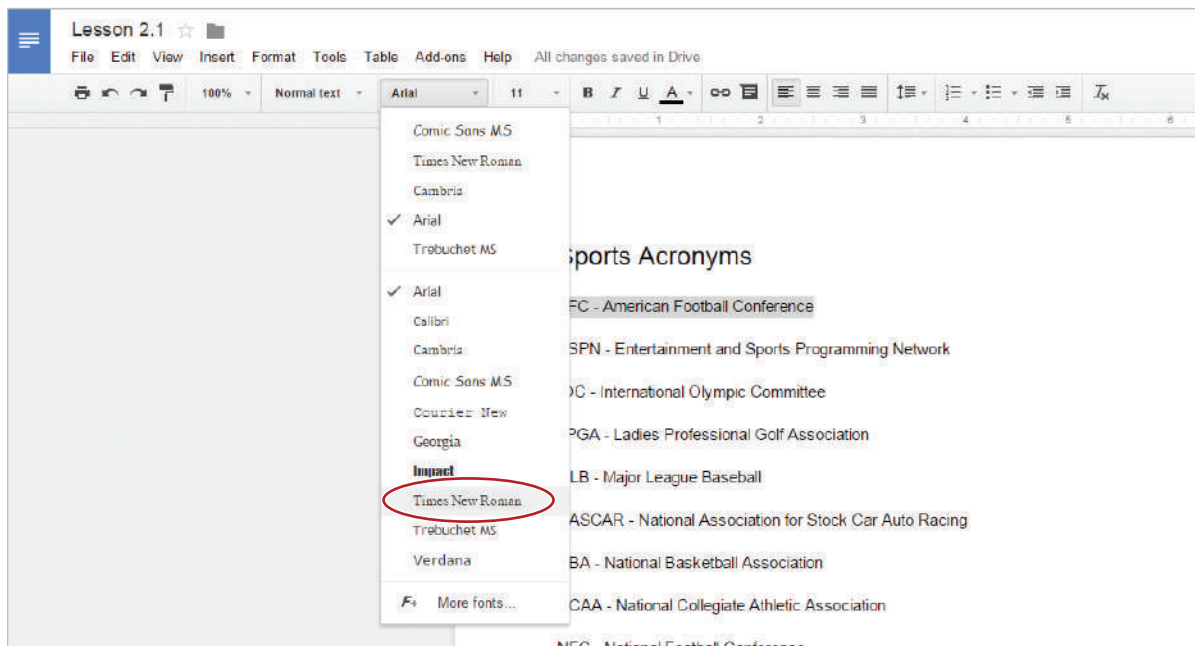 Lesson 2.1
File Edit View Insert Format Tools Table Add-ons Help All changes saved in Drive
100% Normal text Arial 11 B I U A
1 2 3 4 5 6
Comic Sans MS
Times New Roman
Cambria
Arial
Trebuchet MS
Arial
Calibri
Cambria
Comic Sans MS
Courier New
Georgia
Impact
Times New Roman
Trebuchet MS
Verdana
More fonts...
ports Acronyms
FC - American Football Conference
SPN - Entertainment and Sports Programming Network
OC - International Olympic Committee
PGA - Ladies Professional Golf Association
LB - Major League Baseball
ASCAR - National Association for Stock Car Auto Racing
BA - National Basketball Association
CAA - National Collegiate Athletic Association
NFC - National Football Conference